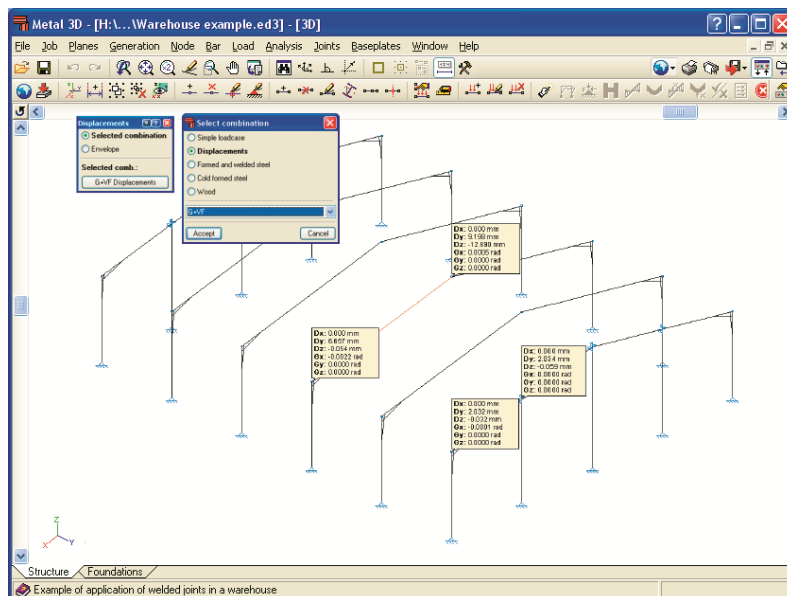 Metal 3D - [H:\...\Warehouse example.ed3] - [3D]
File Job Planes Generation Node Bar Load Analysis Joints Baseplates Window Help
Displacements
Selected combination
Envelope
Selected comb.:
G+VF Displacements
Select combination
Simple loadcase
Displacements
Formed and welded steel
Cold formed steel
Wood
G+VF
Accept Cancel
Dx: 0.000 mm
Dy: 9.198 mm
Dz: -12.890 mm
Gx: 0.0005 rad
Gy: 0.0000 rad
Gz: 0.0000 rad
Dx: 0.000 mm
Dy: 6.657 mm
Dz: -0.054 mm
Gx: -0.0022 rad
Gy: 0.0000 rad
Gz: 0.0000 rad
Dx: 0.000 mm
Dy: 2.034 mm
Dz: -0.059 mm
Gx: 0.0000 rad
Gy: 0.0000 rad
Gz: 0.0000 rad
Dx: 0.000 mm
Dy: 2.032 mm
Dz: -0.032 mm
Gx: -0.0001 rad
Gy: 0.0000 rad
Gz: 0.0000 rad
Z
X Y
Structure Foundations
Example of application of welded joints in a warehouse